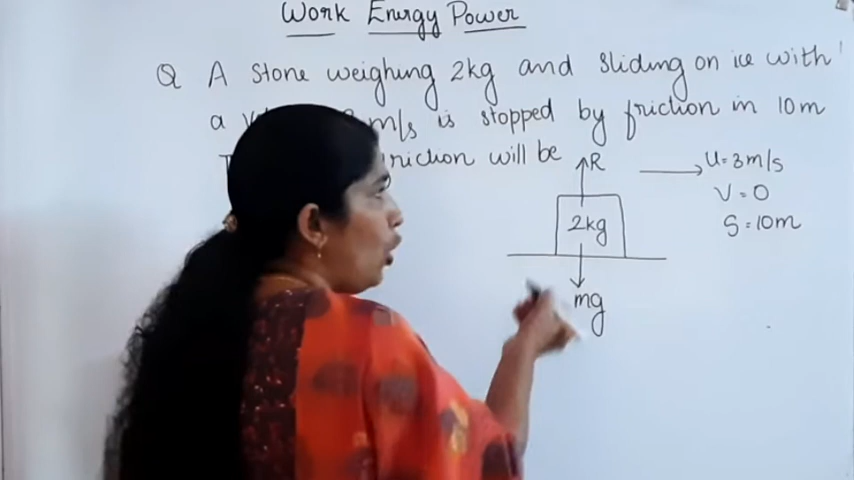 Work Energy Power
Q A stone weighing 2kg and sliding on ice with
a m/s is stopped by friction in 10m
friction will be
R
u=3m/s
V=0
2kg
S=10m
mg